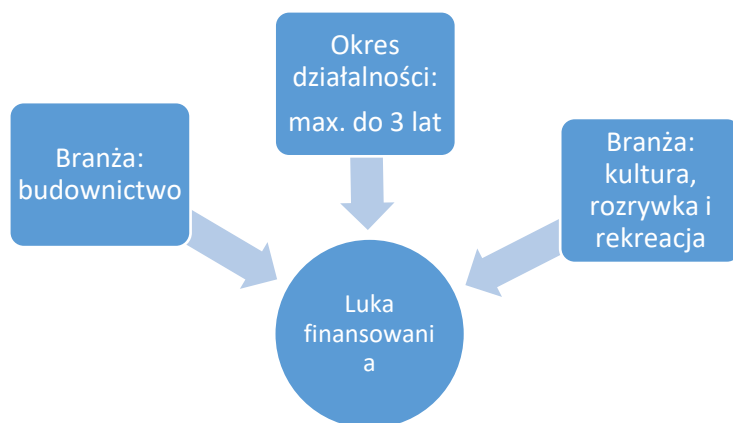 Branża:
budownictwo
Okres
działalności:
max. do 3 lat
Branża:
kultura,
rozrywka i
rekreacja
Luka
finansowani
a